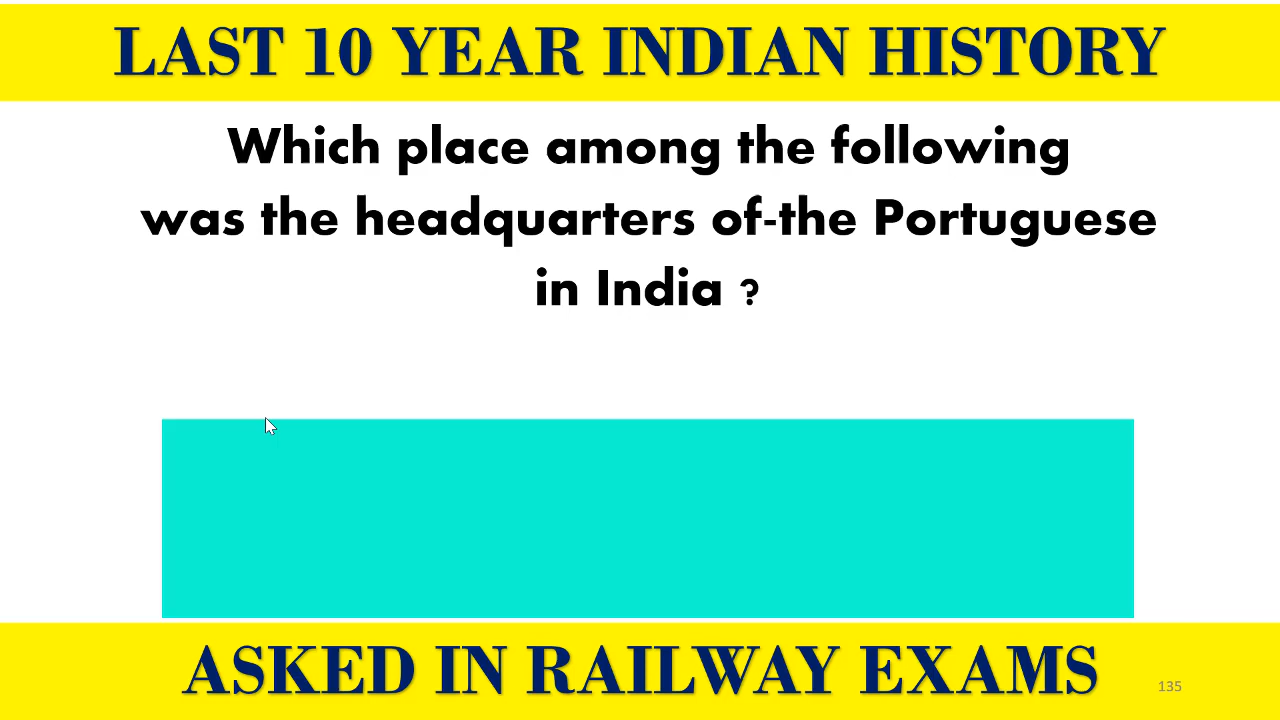 LAST 10 YEAR INDIAN HISTORY
Which place among the following
was the headquarters of-the Portuguese
in India ?
ASKED IN RAILWAY EXAMS
135